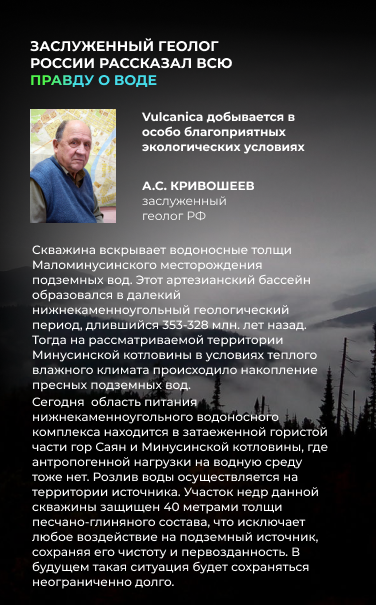 ЗАСЛУЖЕННЫЙ ГЕОЛОГ
РОССИИ РАССКАЗАЛ ВСЮ
ПРАВДУ О ВОДЕ
Vulcanica добывается в
особо благоприятных
экологических условиях
А.С. КРИВОШЕЕВ
заслуженный
геолог РФ
Скважина вскрывает водоносные толщи
Маломинусинского месторождения
подземных вод. Этот артезианский бассейн
образовался в далекий
нижнекаменноугольный геологический
период, длившийся 353-328 млн. лет назад.
Тогда на рассматриваемой территории
Минусинской котловины в условиях теплого
влажного климата происходило накопление
пресных подземных вод.
Сегодня область питания
нижнекаменноугольного водоносного
комплекса находится в затаеженной гористой
части гор Саян и Минусинской котловины, где
антропогенной нагрузки на водную среду
тоже нет. Розлив воды осуществляется на
территории источника. Участок недр данной
скважины защищен 40 метрами толщи
песчано-глиняного состава, что исключает
любое воздействие на подземный источник,
сохраняя его чистоту и первозданность. В
будущем такая ситуация будет сохраняться
неограниченно долго.